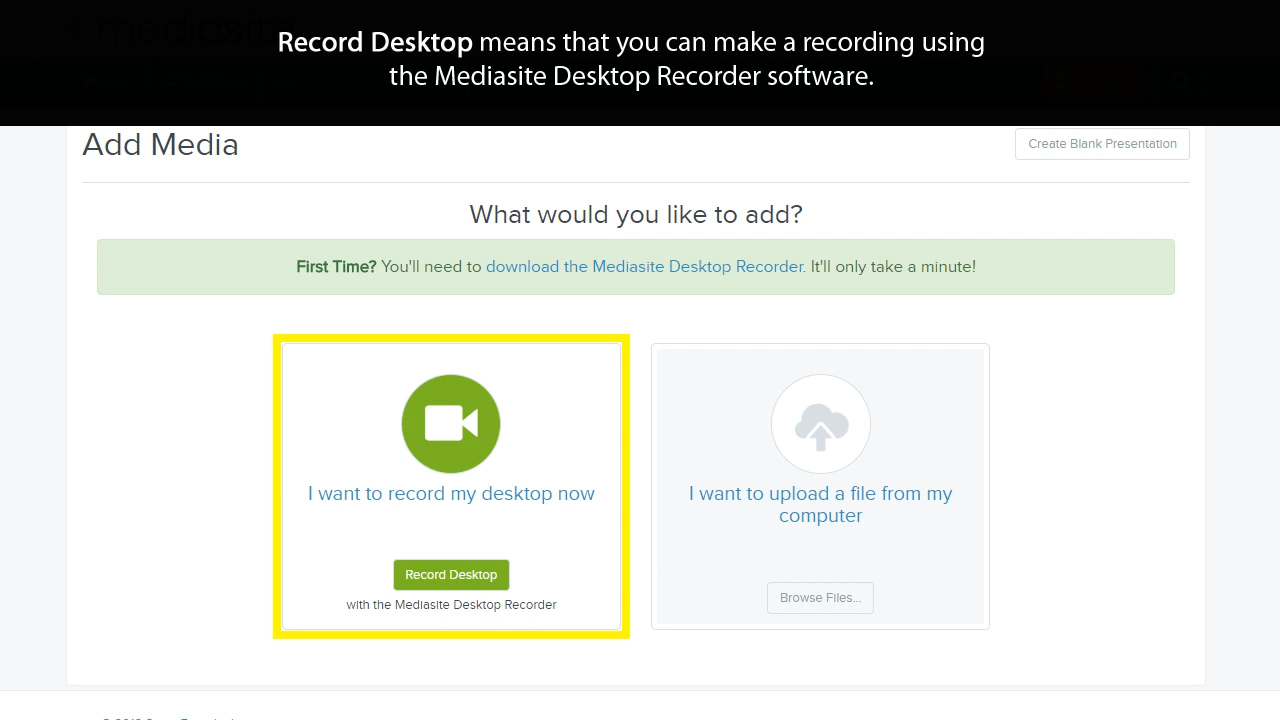 Record Desktop means that you can make a recording using
the Mediasite Desktop Recorder software.
Add Media
Create Blank Presentation
What would you like to add?
First Time? You'll need to download the Mediasite Desktop Recorder. It'll only take a minute!
I want to record my desktop now
Record Desktop
with the Mediasite Desktop Recorder
I want to upload a file from my
computer
Browse Files...